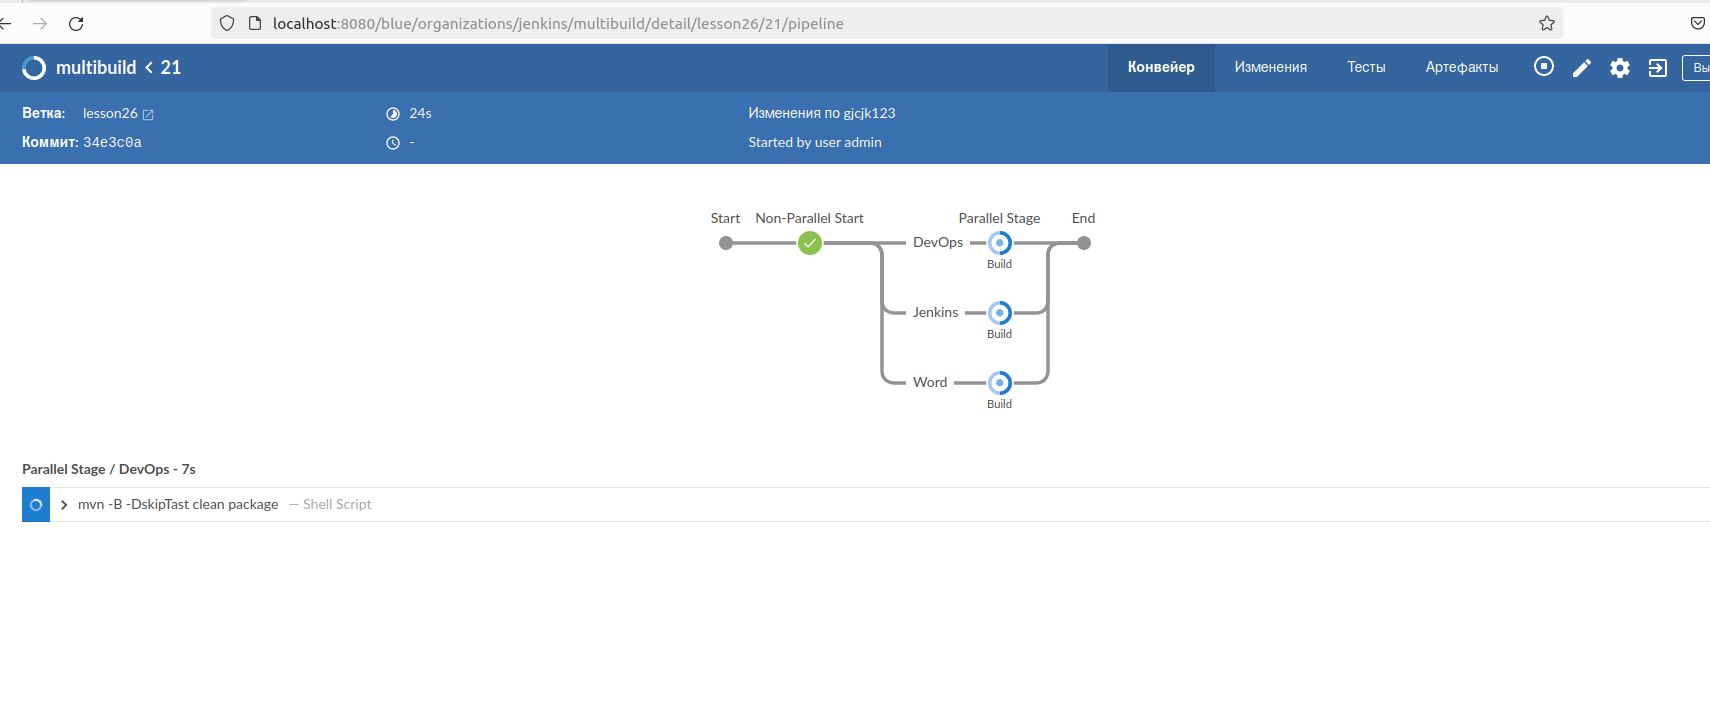 localhost:8080/blue/organizations/jenkins/multibuild/detail/lesson26/21/pipeline
multibuild < 21
Конвейер Изменения Тесты Артефакты Вы
Ветка: lesson26 24s Изменения по gjcjk123
Коммит: 34e3c0a - Started by user admin
Start Non-Parallel Start Parallel Stage End
DevOps
Build
Jenkins
Build
Word
Build
Parallel Stage / DevOps - 7s
mvn -B -DskipTast clean package — Shell Script